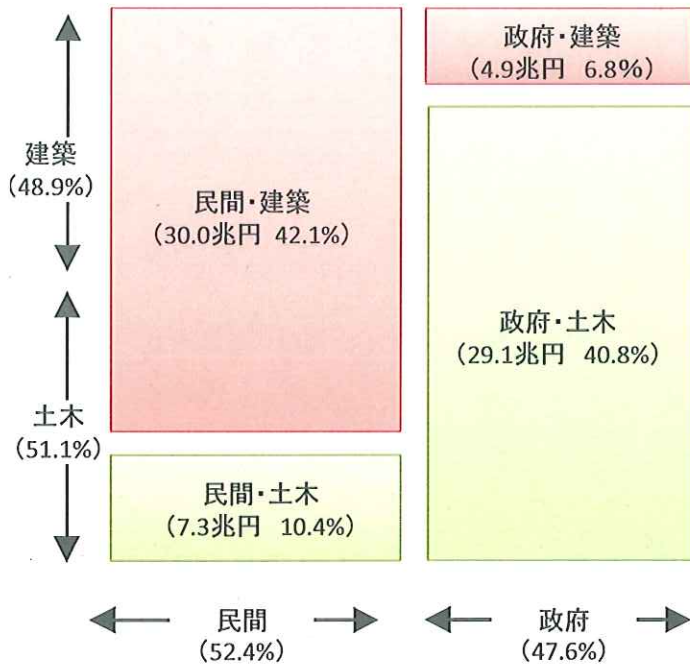 政府・建築
(4.9兆円 6.8%)
建築
(48.9%)
民間・建築
(30.0兆円 42.1%)
政府・土木
(29.1兆円 40.8%)
土木
(51.1%)
民間・土木
(7.3兆円 10.4%)
民間
(52.4%)
政府
(47.6%)